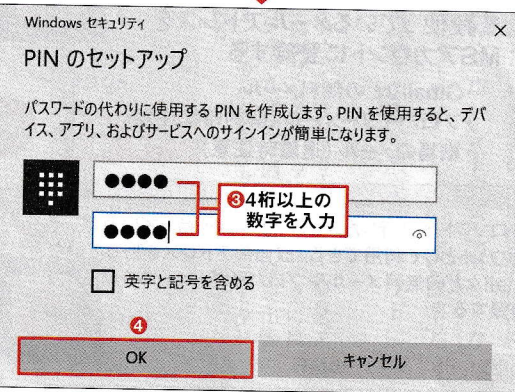 Windows セキュリティ
PIN のセットアップ
パスワードの代わりに使用する PIN を作成します。PIN を使用すると、デバ
イス、アプリ、およびサービスへのサインインが簡単になります。
●●●●
❸4桁以上の
数字を入力
●●●●
英字と記号を含める
❹
OK
キャンセル